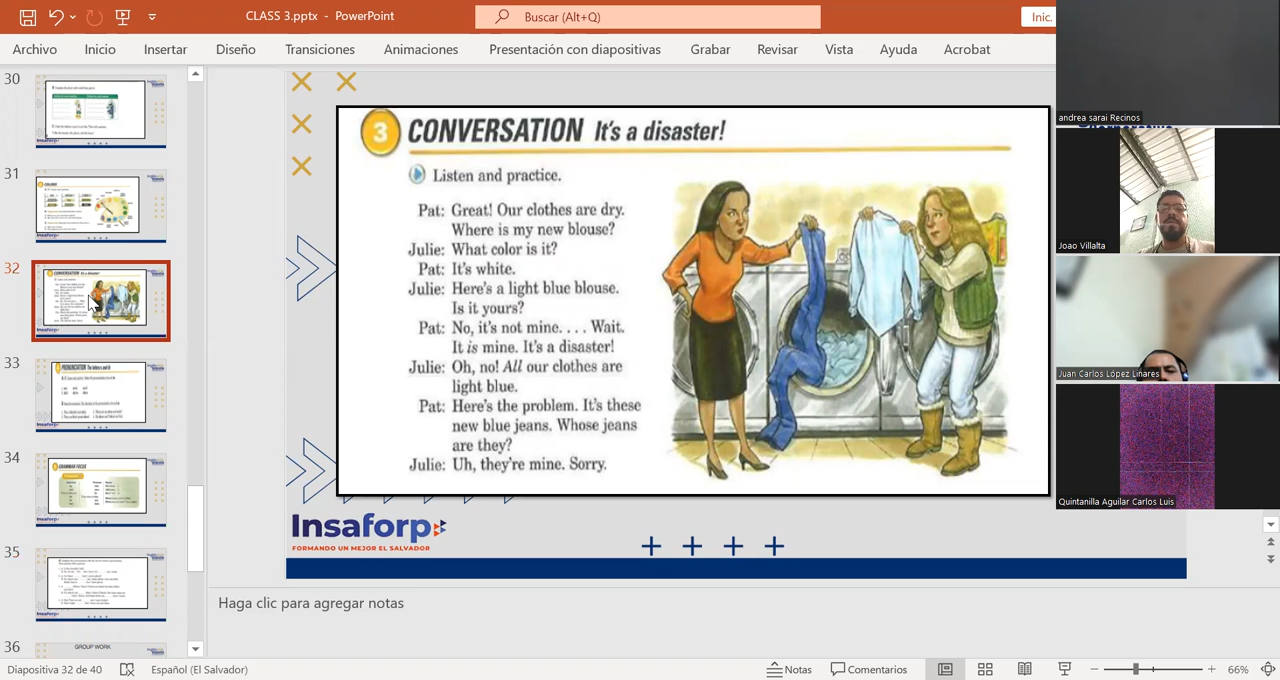 CLASS 3.pptx - PowerPoint
Buscar (Alt+Q)
Inic.
Archivo Inicio Insertar Diseño Transiciones Animaciones Presentación con diapositivas Grabar Revisar Vista Ayuda Acrobat
30
31
32
33
34
35
36
GROUP WORK
3 CONVERSATION It's a disaster!
Listen and practice.
Pat: Great! Our clothes are dry.
Where is my new blouse?
Julie: What color is it?
Pat: It's white.
Julie: Here's a light blue blouse.
Is it yours?
Pat: No, it's not mine. . . . Wait.
It is mine. It's a disaster!
Julie: Oh, no! All our clothes are
light blue.
Pat: Here's the problem. It's these
new blue jeans. Whose jeans
are they?
Julie: Uh, they're mine. Sorry.
Insaforp
FORMANDO UN MEJOR EL SALVADOR
andrea sarai Recinos
Joao Villalta
Juan Carlos López Linares
Quintanilla Aguilar Carlos Luis
Haga clic para agregar notas
Diapositiva 32 de 40 Español (El Salvador) Notas Comentarios 66%